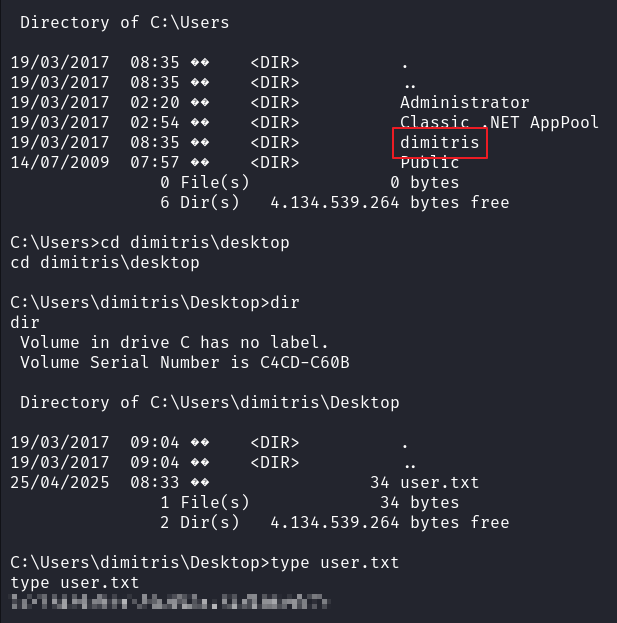 Directory of C:\Users
19/03/2017  08:35 ��    <DIR>          .
19/03/2017  08:35 ��    <DIR>          ..
19/03/2017  02:20 ��    <DIR>          Administrator
19/03/2017  02:54 ��    <DIR>          Classic .NET AppPool
19/03/2017  08:35 ��    <DIR>          dimitris
14/07/2009  07:57 ��    <DIR>          Public
               0 File(s)              0 bytes
               6 Dir(s)   4.134.539.264 bytes free
C:\Users>cd dimitris\desktop
cd dimitris\desktop
C:\Users\dimitris\Desktop>dir
dir
 Volume in drive C has no label.
 Volume Serial Number is C4CD-C60B
 Directory of C:\Users\dimitris\Desktop
19/03/2017  09:04 ��    <DIR>          .
19/03/2017  09:04 ��    <DIR>          ..
25/04/2025  08:33 ��                34 user.txt
               1 File(s)             34 bytes
               2 Dir(s)   4.134.539.264 bytes free
C:\Users\dimitris\Desktop>type user.txt
type user.txt